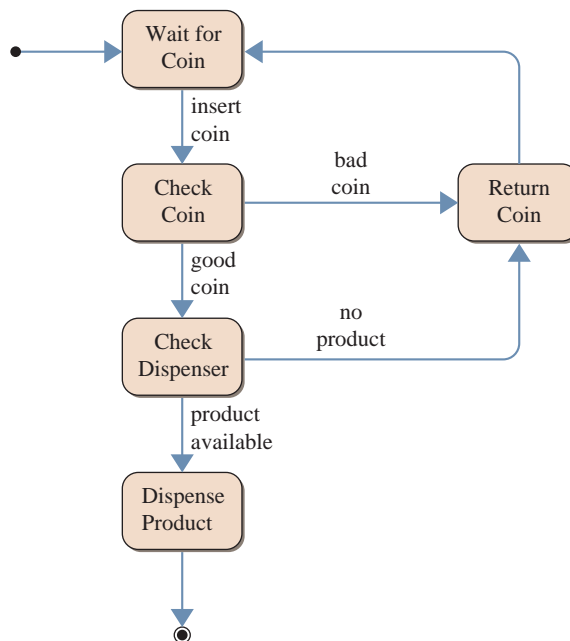 Wait for
Coin
insert
coin
Check
Coin
bad
coin
Return
Coin
good
coin
Check
Dispenser
no
product
product
available
Dispense
Product